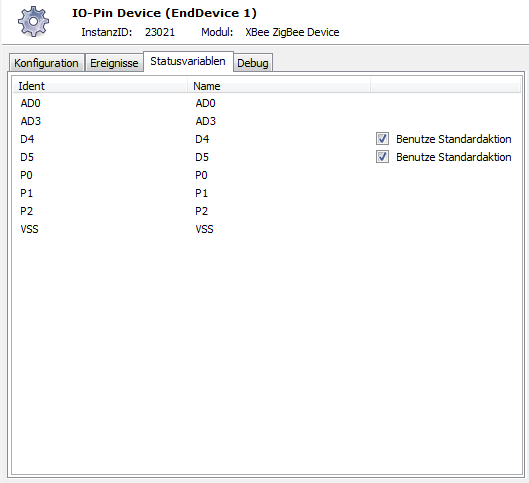 IO-Pin Device (EndDevice 1)
InstanzID: 23021 Modul: XBee ZigBee Device
Konfiguration Ereignisse Statusvariablen Debug
Ident Name
AD0 AD0
AD3 AD3
D4 D4 Benutze Standardaktion
D5 D5 Benutze Standardaktion
P0 P0
P1 P1
P2 P2
VSS VSS